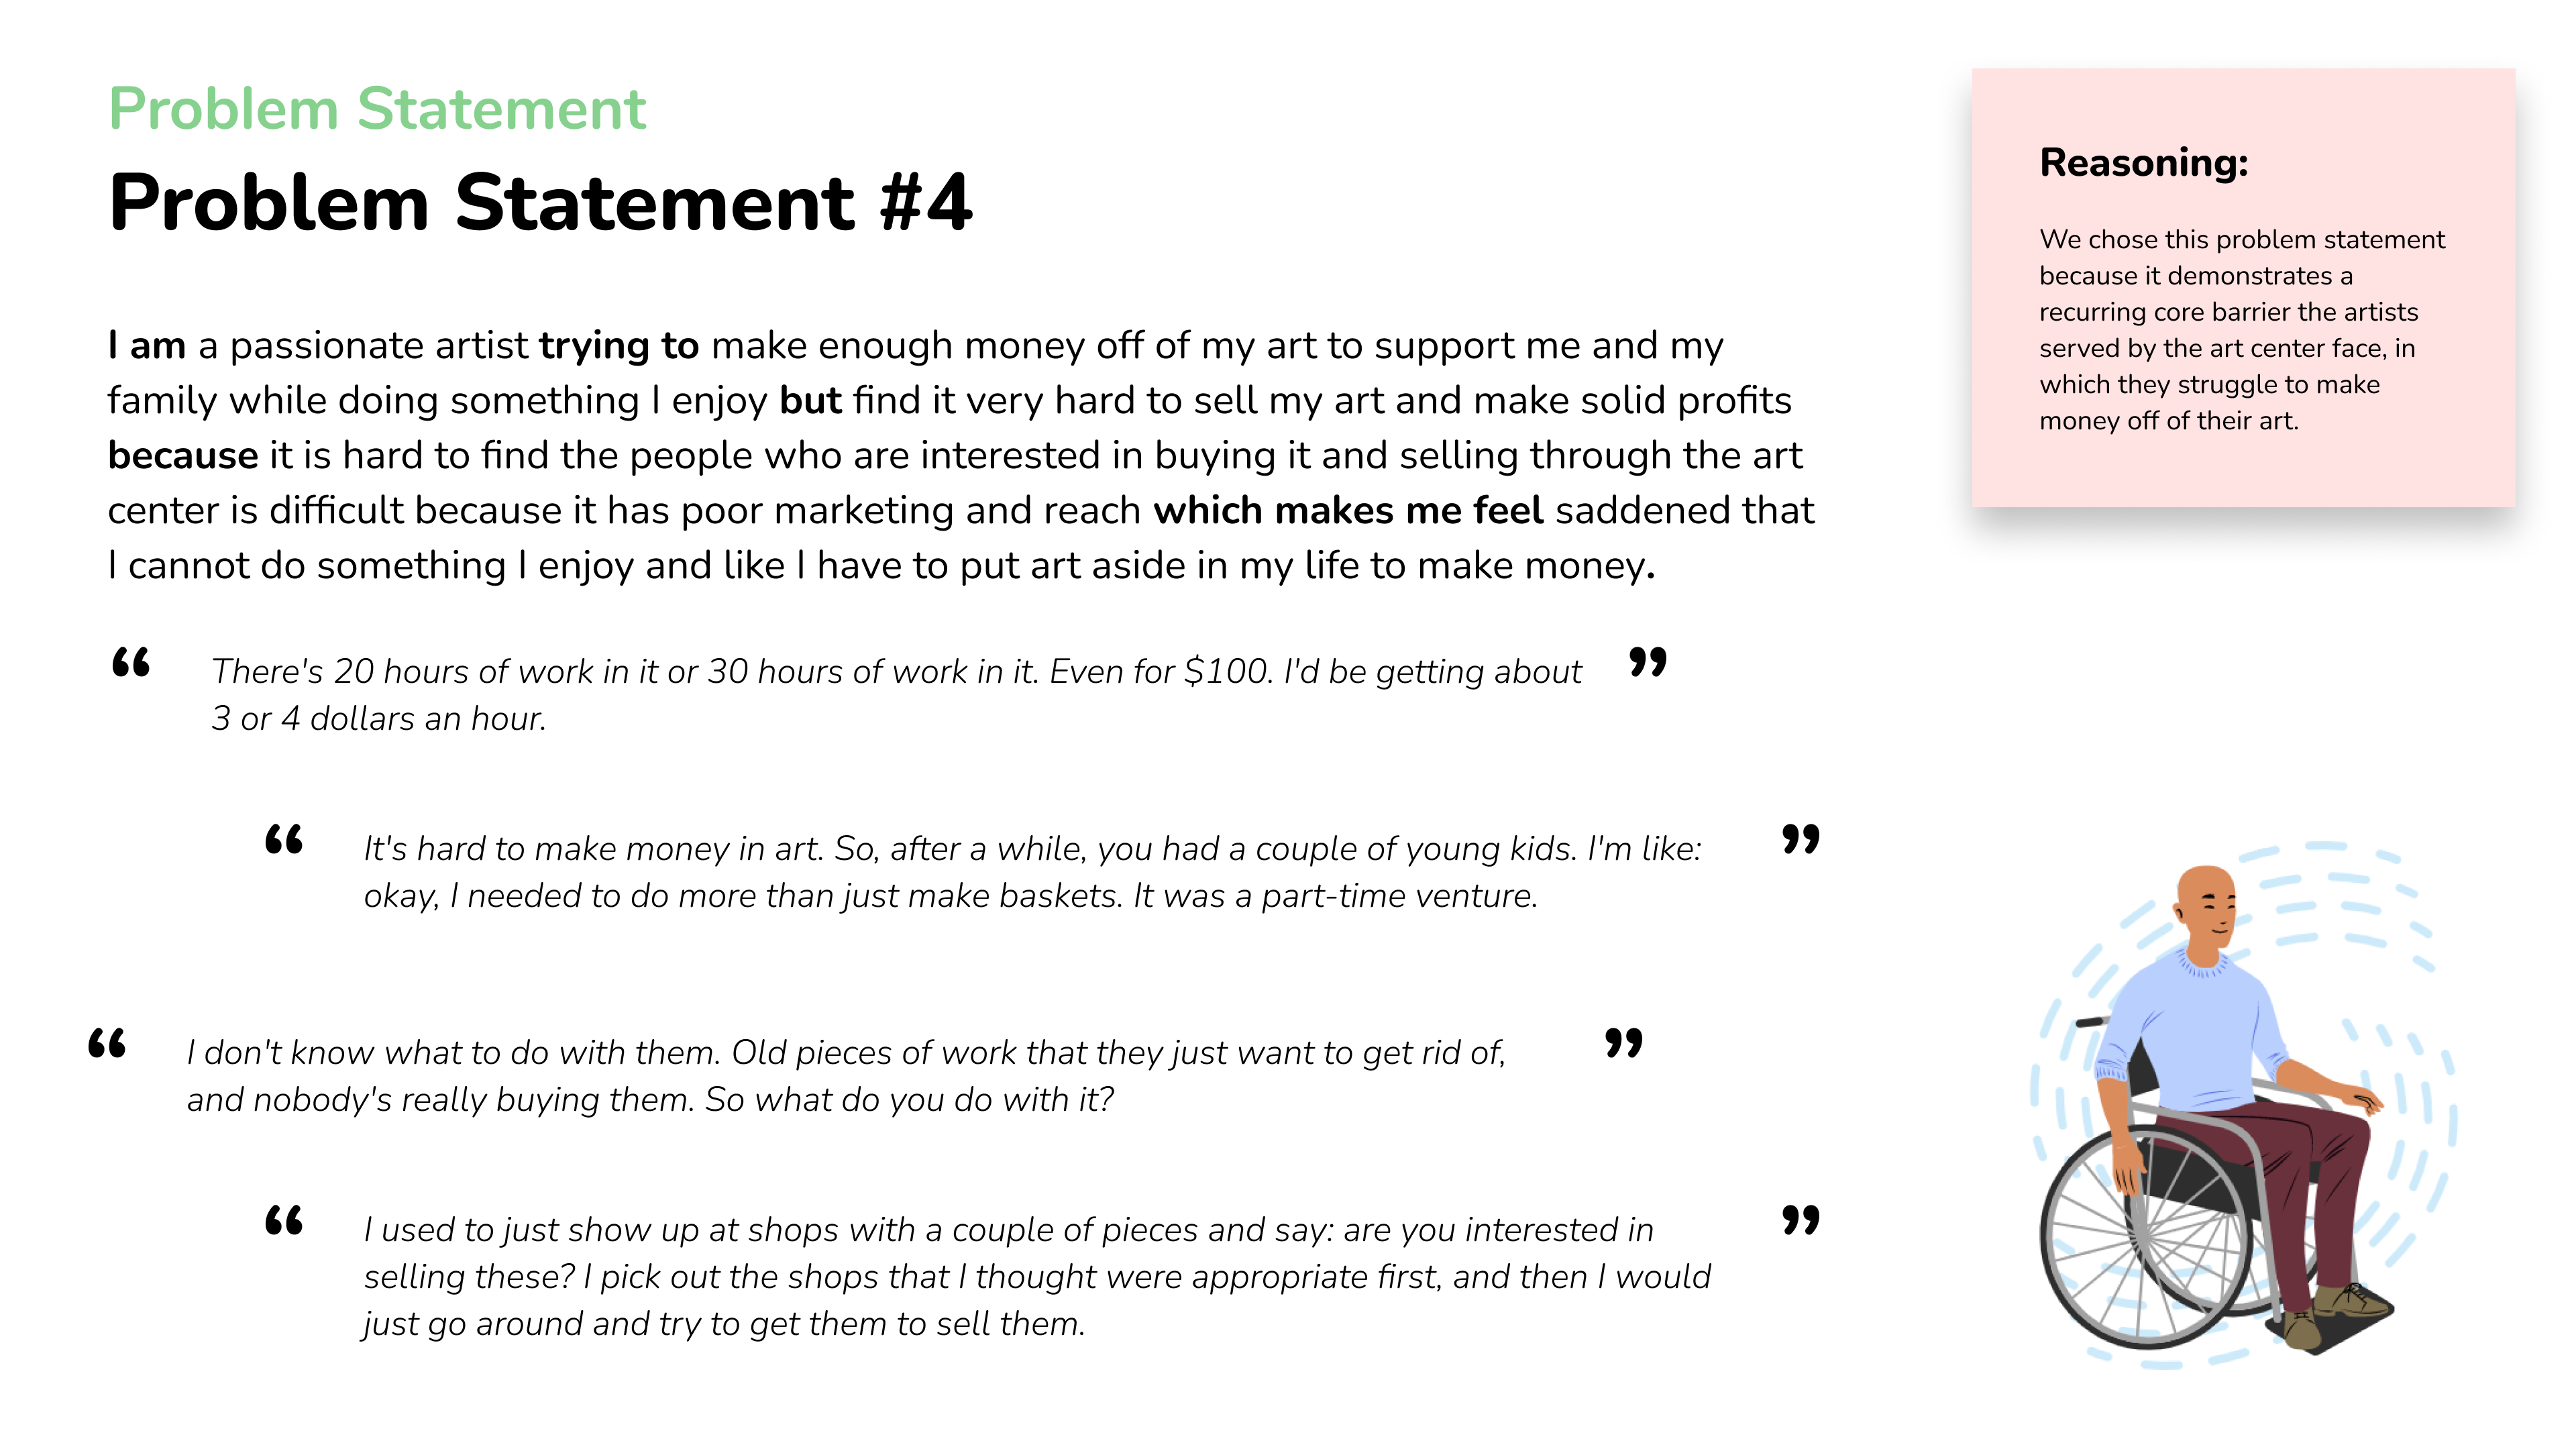 Problem Statement
Problem Statement #4
I am a passionate artist trying to make enough money off of my art to support me and my
family while doing something I enjoy but find it very hard to sell my art and make solid profits
because it is hard to find the people who are interested in buying it and selling through the art
center is difficult because it has poor marketing and reach which makes me feel saddened that
I cannot do something I enjoy and like I have to put art aside in my life to make money.
“ There's 20 hours of work in it or 30 hours of work in it. Even for $100. I'd be getting about ”
3 or 4 dollars an hour.
“ It's hard to make money in art. So, after a while, you had a couple of young kids. I'm like: ”
okay, I needed to do more than just make baskets. It was a part-time venture.
“ I don't know what to do with them. Old pieces of work that they just want to get rid of, ”
and nobody's really buying them. So what do you do with it?
“ I used to just show up at shops with a couple of pieces and say: are you interested in ”
selling these? I pick out the shops that I thought were appropriate first, and then I would
just go around and try to get them to sell them.
Reasoning:
We chose this problem statement
because it demonstrates a
recurring core barrier the artists
served by the art center face, in
which they struggle to make
money off of their art.